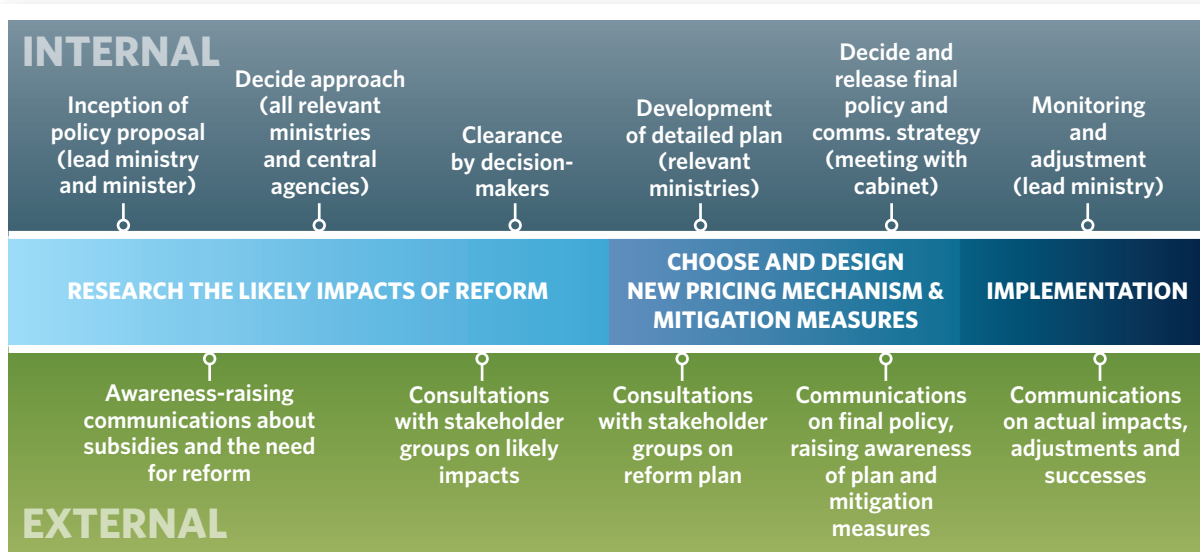 INTERNAL
Inception of
policy proposal
(lead ministry
and minister)
Decide approach
(all relevant
ministries
and central
agencies)
Clearance
by decision-
makers
Development
of detailed plan
(relevant
ministries)
Decide and
release final
policy and
comms. strategy
(meeting with
cabinet)
Monitoring
and
adjustment
(lead ministry)
RESEARCH THE LIKELY IMPACTS OF REFORM
CHOOSE AND DESIGN
NEW PRICING MECHANISM &
MITIGATION MEASURES
IMPLEMENTATION
Awareness-raising
communications about
subsidies and the need
for reform
Consultations
with stakeholder
groups on likely
impacts
Consultations
with stakeholder
groups on
reform plan
Communications
on final policy,
raising awareness
of plan and
mitigation
measures
Communications
on actual impacts,
adjustments and
successes
EXTERNAL